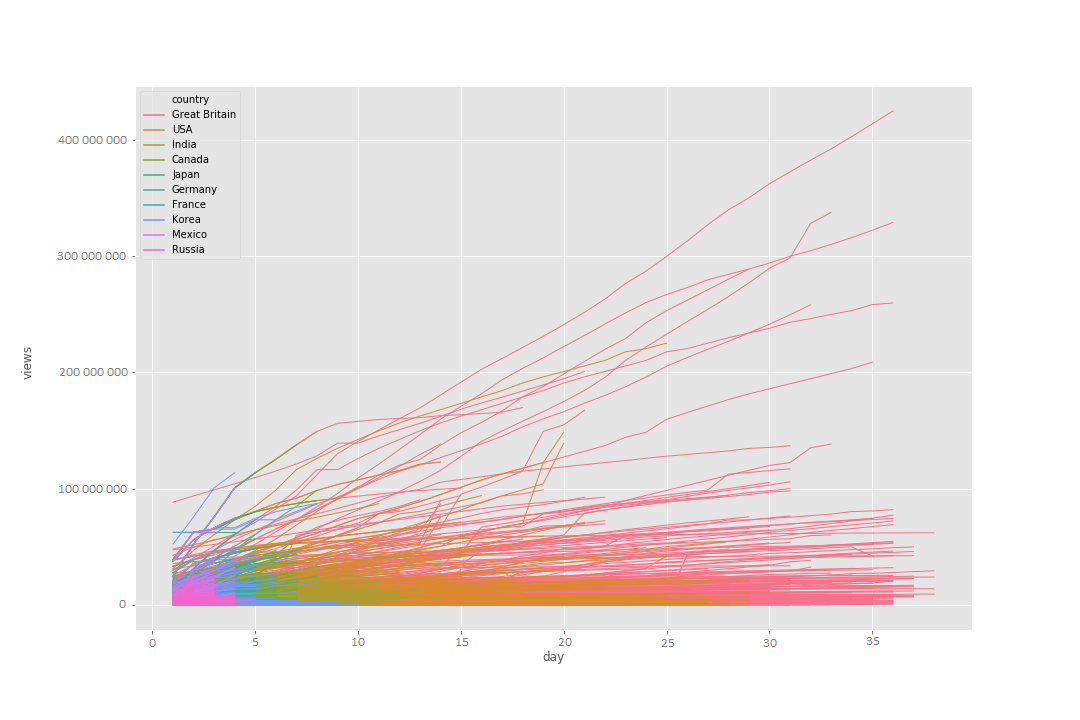 country
Great Britain
USA
India
Canada
Japan
Germany
France
Korea
Mexico
Russia
400 000 000
300 000 000
200 000 000
100 000 000
0
views
0 5 10 15 20 25 30 35
day